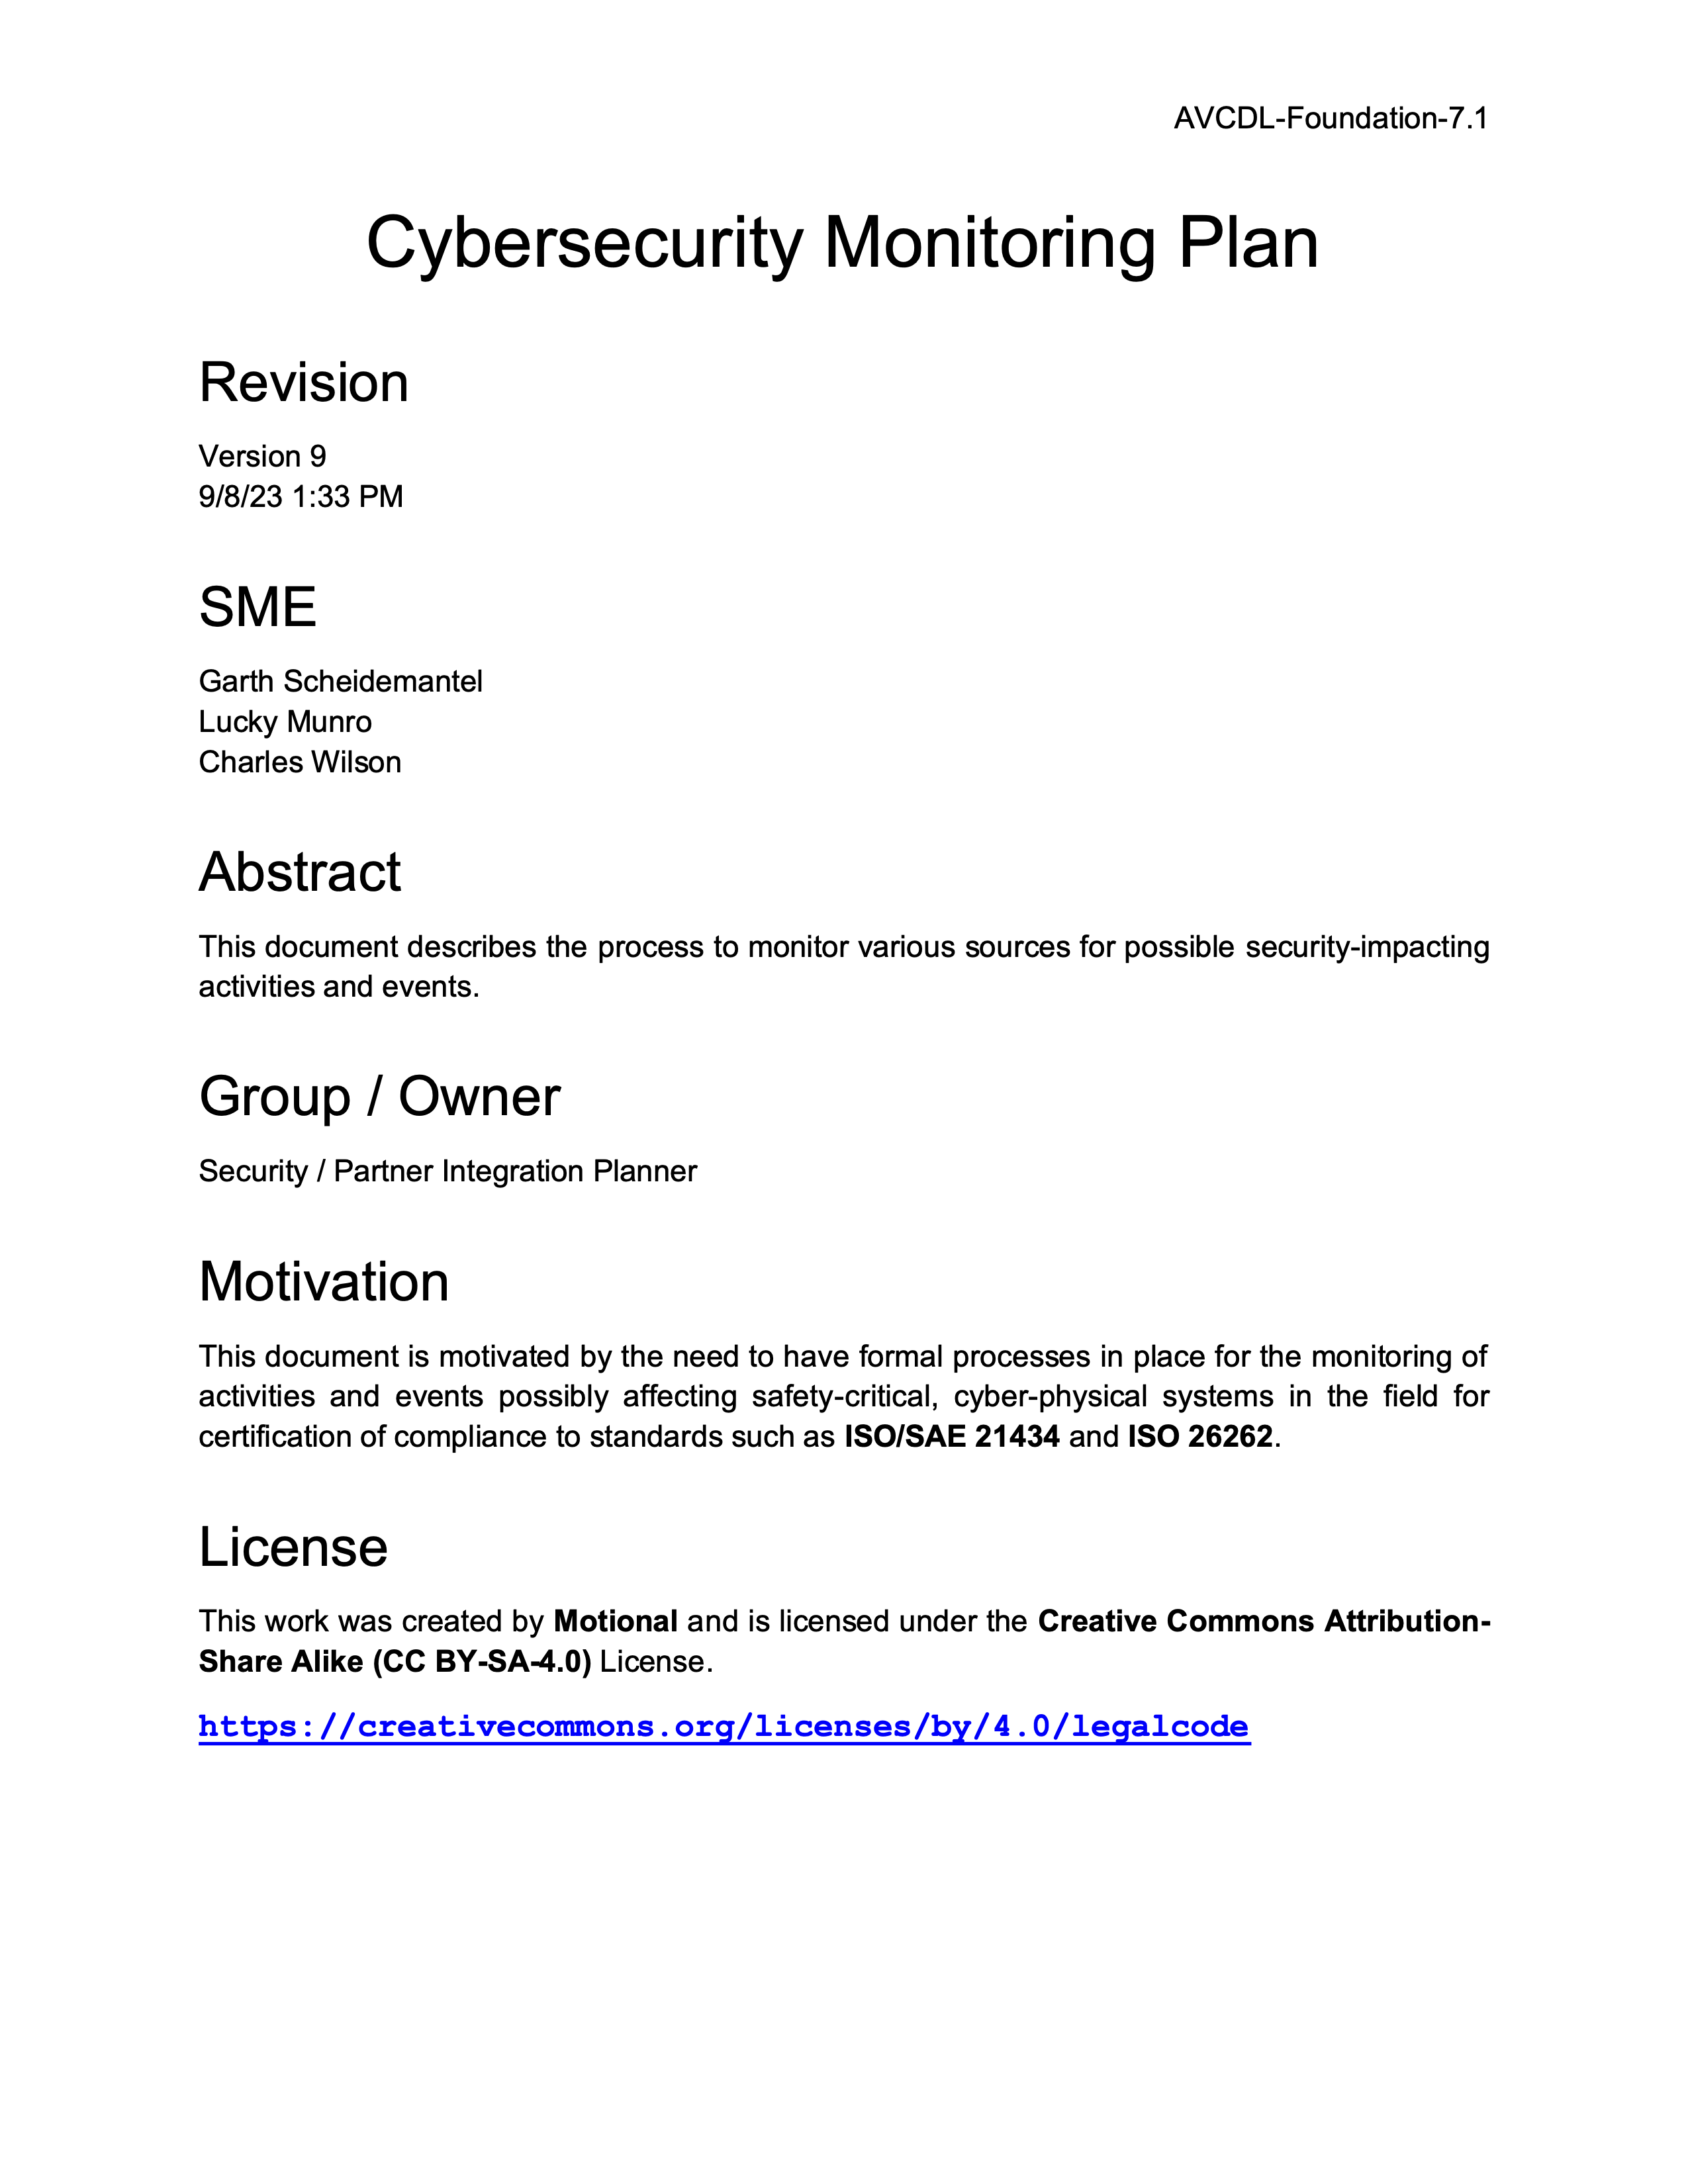 AVCDL-Foundation-7.1
Cybersecurity Monitoring Plan
Revision
Version 9
9/8/23 1:33 PM
SME
Garth Scheidemantel
Lucky Munro
Charles Wilson
Abstract
This document describes the process to monitor various sources for possible security-impacting
activities and events.
Group / Owner
Security / Partner Integration Planner
Motivation
This document is motivated by the need to have formal processes in place for the monitoring of
activities and events possibly affecting safety-critical, cyber-physical systems in the field for
certification of compliance to standards such as ISO/SAE 21434 and ISO 26262.
License
This work was created by Motional and is licensed under the Creative Commons Attribution-
Share Alike (CC BY-SA-4.0) License.
https://creativecommons.org/licenses/by/4.0/legalcode